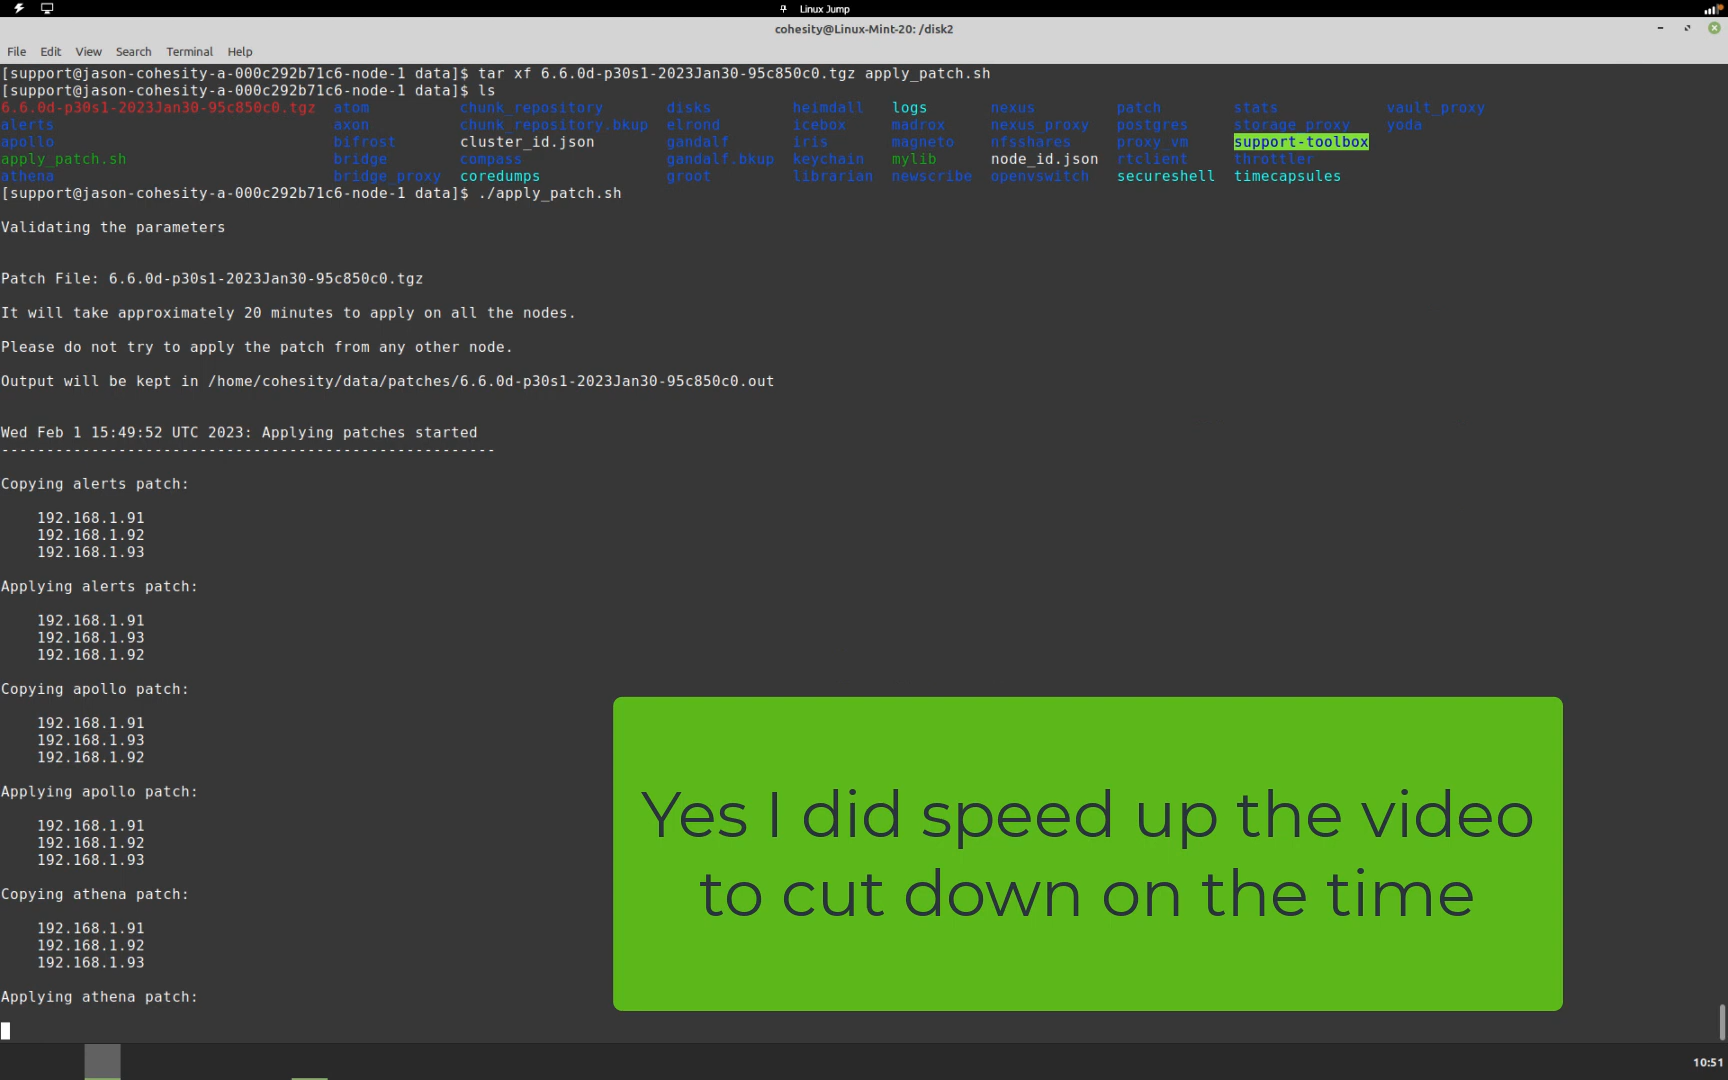 Linux Jump
cohesity@Linux-Mint-20: /disk2
File Edit View Search Terminal Help
[support@jason-cohesity-a-000c292b71c6-node-1 data]$ tar xf 6.6.0d-p30s1-2023Jan30-95c850c0.tgz apply_patch.sh
[support@jason-cohesity-a-000c292b71c6-node-1 data]$ ls
6.6.0d-p30s1-2023Jan30-95c850c0.tgz atom chunk_repository disks heimdall logs nexus patch stats vault_proxy
alerts axon chunk_repository.bkup elrond icebox madrox nexus_proxy postgres storage_proxy yoda
apollo bifrost cluster_id.json gandalf iris magneto nfsshares proxy_vm support-toolbox
apply_patch.sh bridge compass gandalf.bkup keychain mylib node_id.json rtclient throttler
athena bridge_proxy coredumps groot librarian newscribe openvswitch secureshell timecapsules
[support@jason-cohesity-a-000c292b71c6-node-1 data]$ ./apply_patch.sh
Validating the parameters
Patch File: 6.6.0d-p30s1-2023Jan30-95c850c0.tgz
It will take approximately 20 minutes to apply on all the nodes.
Please do not try to apply the patch from any other node.
Output will be kept in /home/cohesity/data/patches/6.6.0d-p30s1-2023Jan30-95c850c0.out
Wed Feb 1 15:49:52 UTC 2023: Applying patches started
-------------------------------------------------------
Copying alerts patch:
192.168.1.91
192.168.1.92
192.168.1.93
Applying alerts patch:
192.168.1.91
192.168.1.93
192.168.1.92
Copying apollo patch:
192.168.1.91
192.168.1.93
192.168.1.92
Applying apollo patch:
192.168.1.91
192.168.1.92
192.168.1.93
Copying athena patch:
192.168.1.91
192.168.1.92
192.168.1.93
Applying athena patch:
Yes I did speed up the video
to cut down on the time
10:51